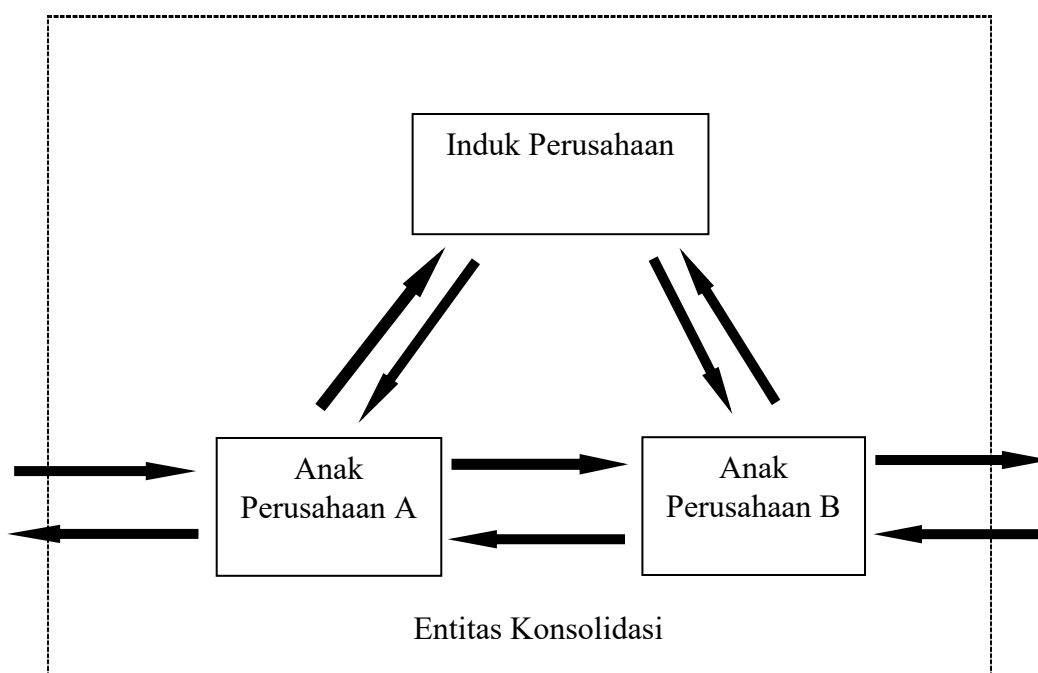 Induk Perusahaan
Anak
Perusahaan A
Anak
Perusahaan B
Entitas Konsolidasi